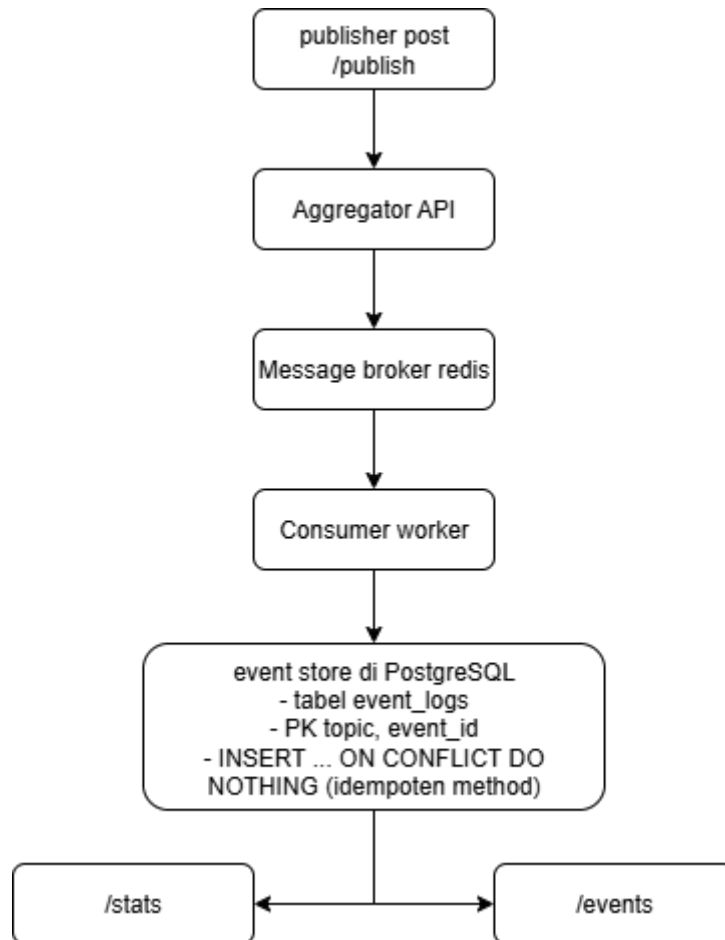 publisher post
/publish
Aggregator API
Message broker redis
Consumer worker
event store di PostgreSQL
- tabel event_logs
- PK topic, event_id
- INSERT ... ON CONFLICT DO
NOTHING (idempoten method)
/stats
/events